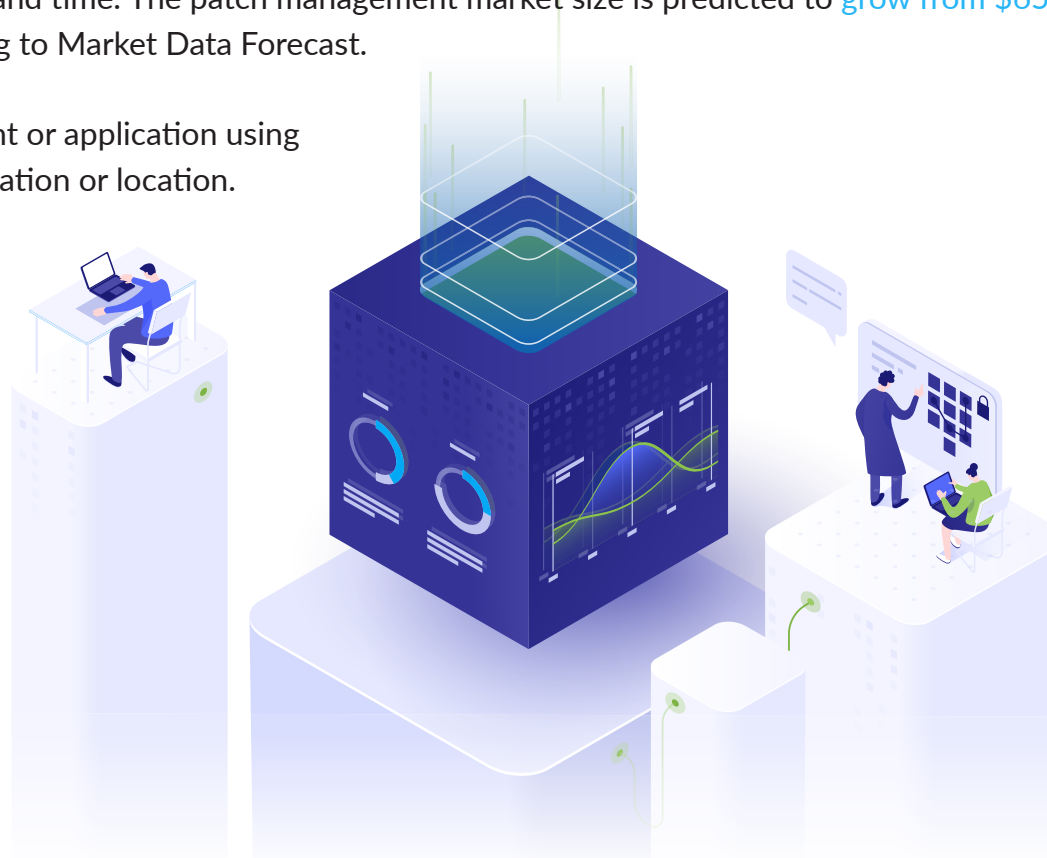 and time. The patch management market size is predicted to grow from $65
g to Market Data Forecast.
nt or application using
ation or location.